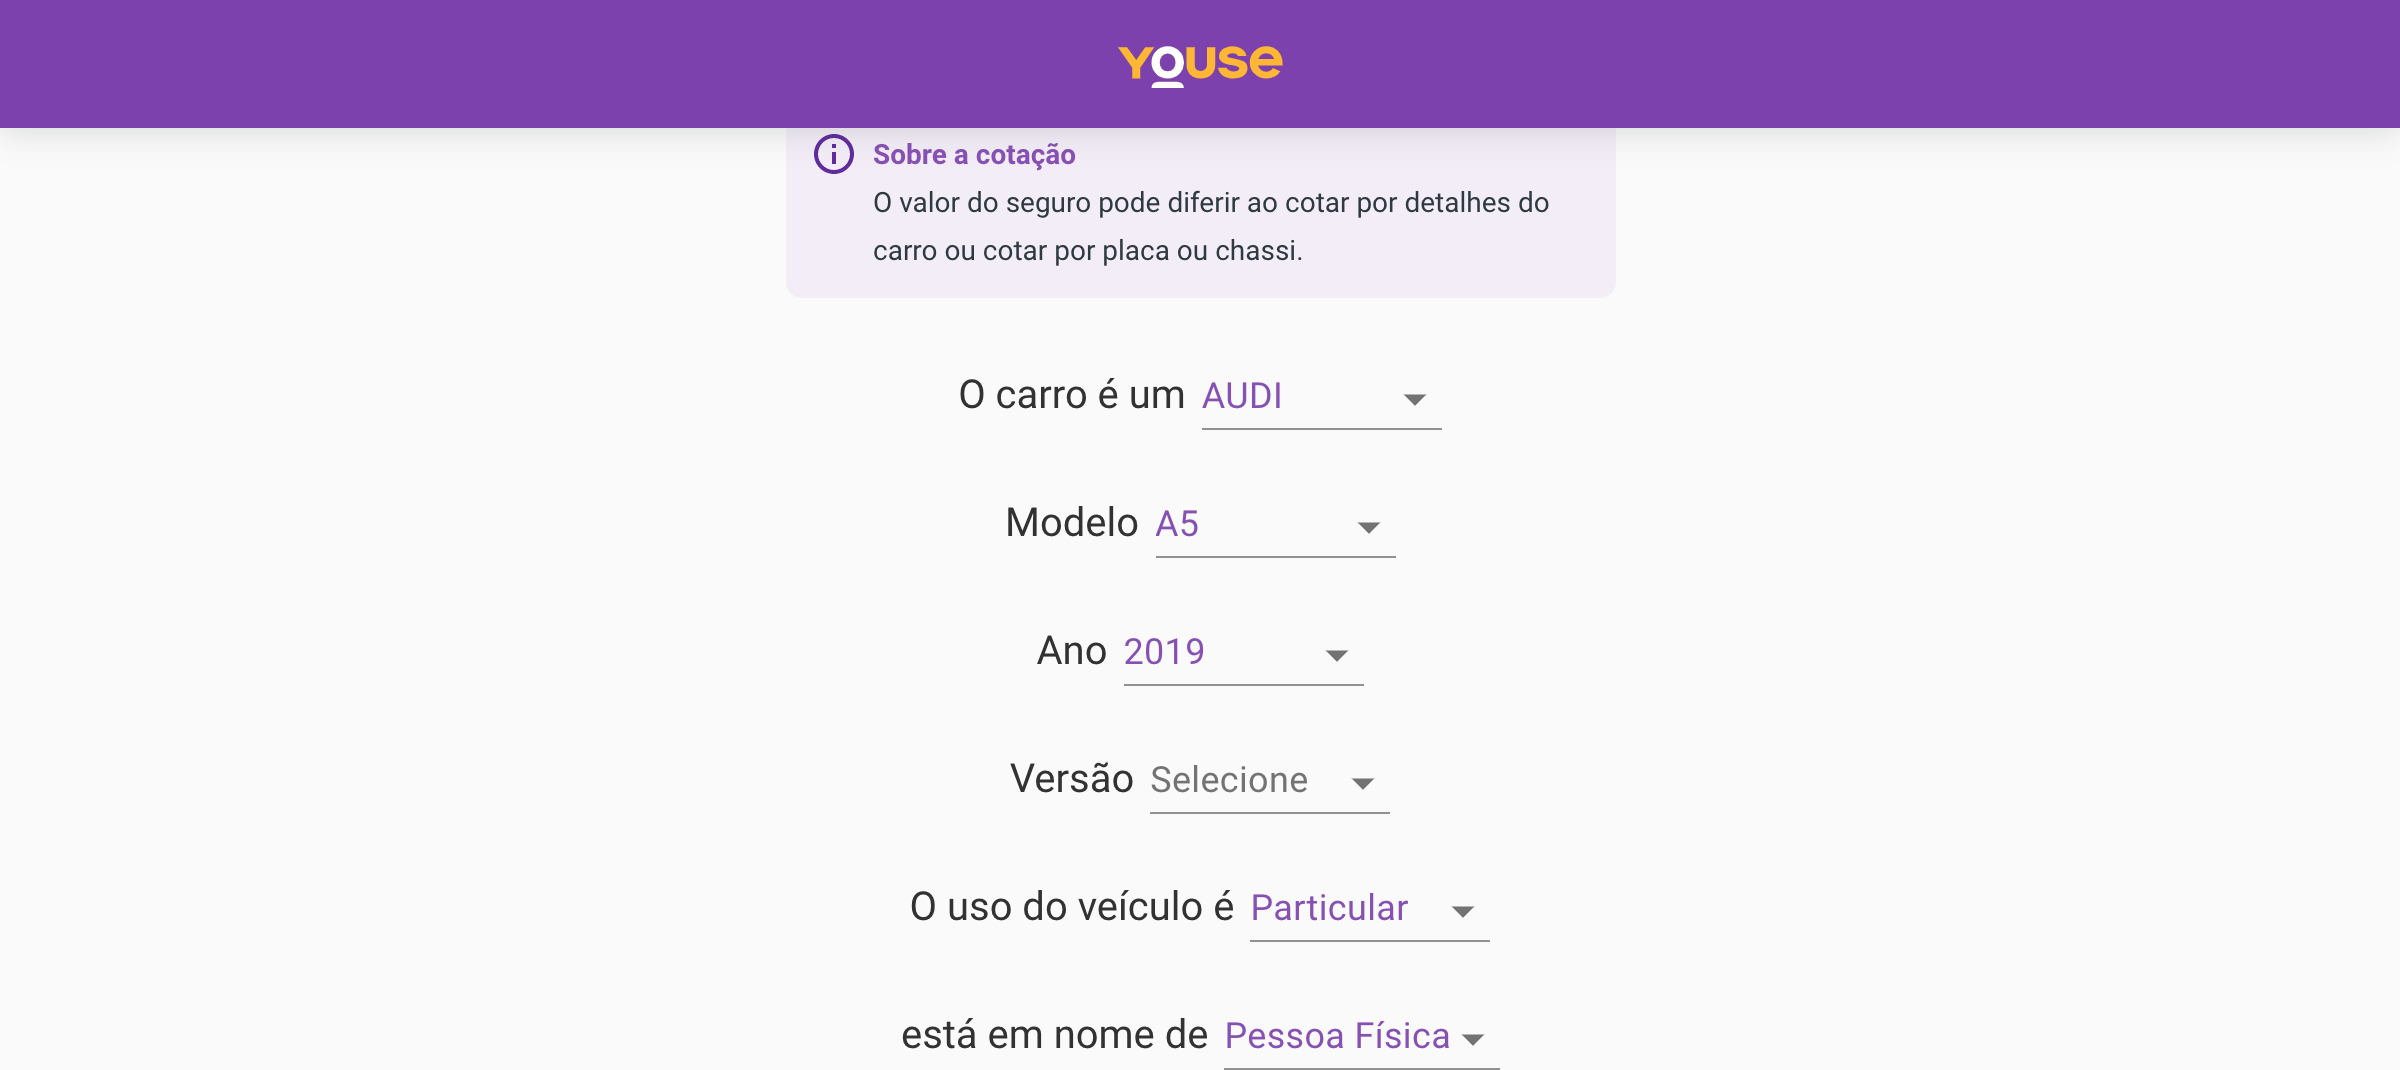 Youse
Sobre a cotação
O valor do seguro pode diferir ao cotar por detalhes do
carro ou cotar por placa ou chassi.
O carro é um AUDI
Modelo A5
Ano 2019
Versão Selecione
O uso do veículo é Particular
está em nome de Pessoa Física